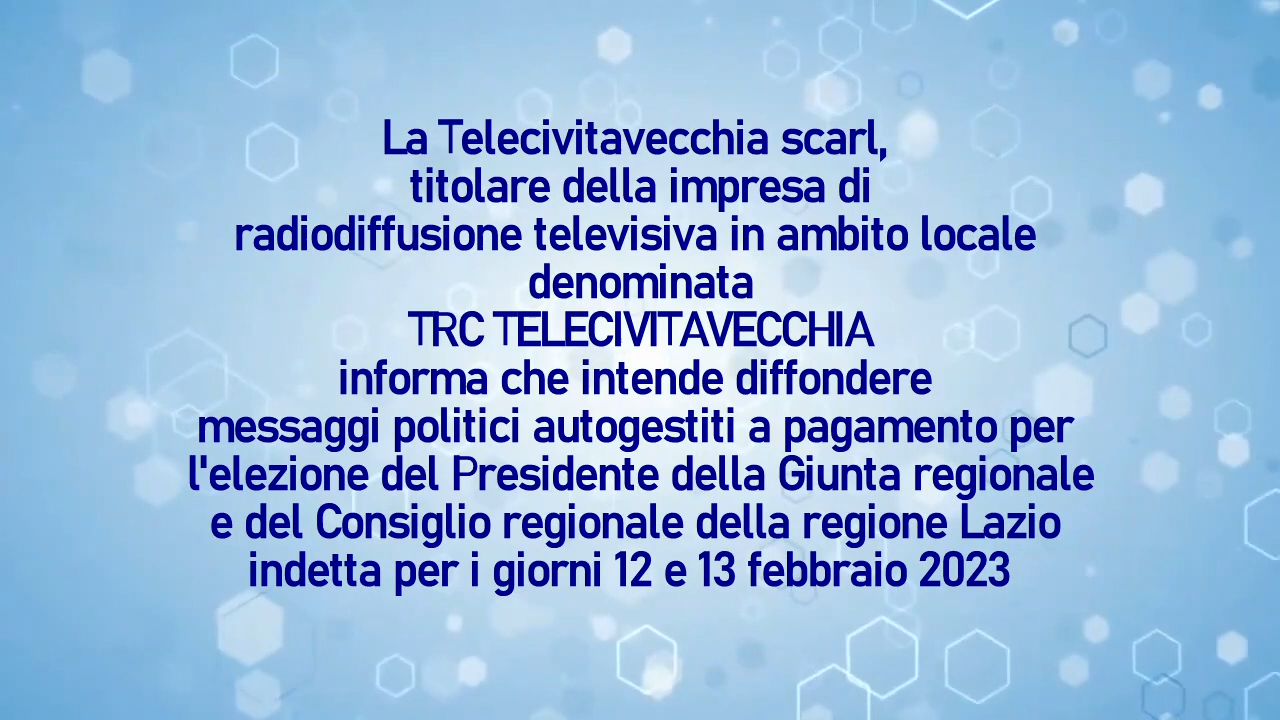 La Telecivitavecchia scarl,
titolare della impresa di
radiodiffusione televisiva in ambito locale
denominata
TRC TELECIVITAVECCHIA
informa che intende diffondere
messaggi politici autogestiti a pagamento per
l'elezione del Presidente della Giunta regionale
e del Consiglio regionale della regione Lazio
indetta per i giorni 12 e 13 febbraio 2023